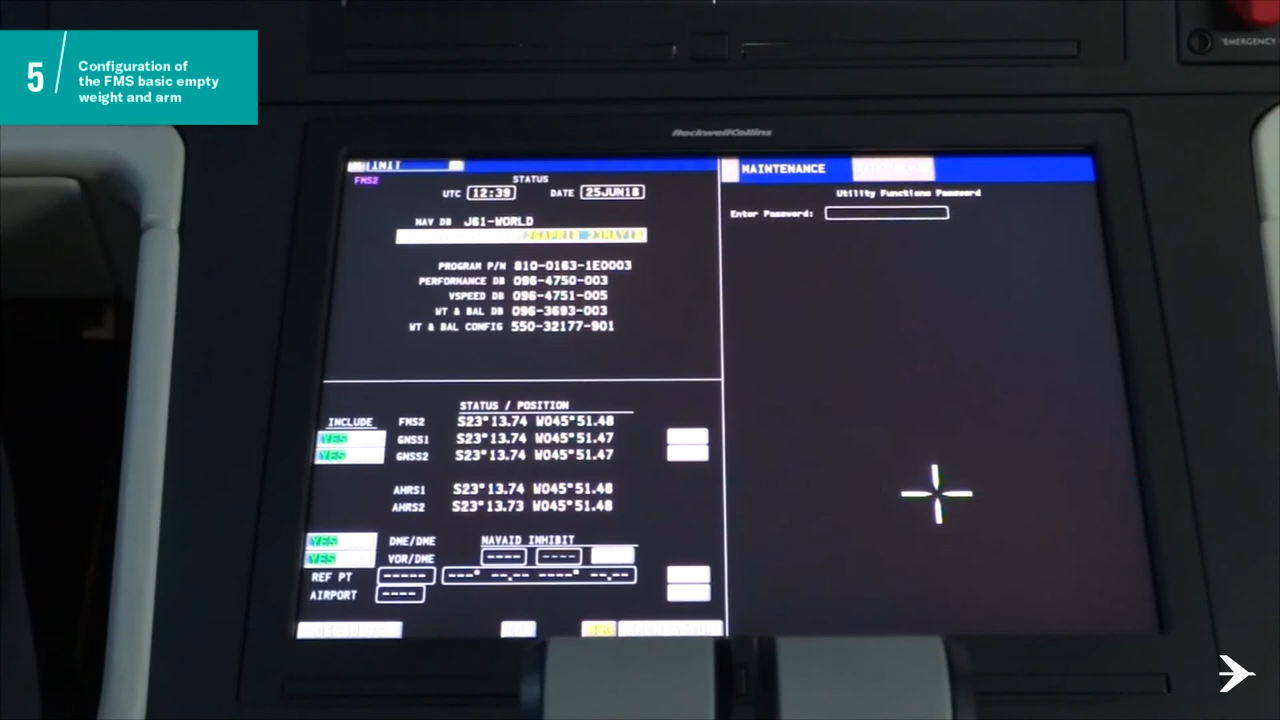 5
Configuration of
the FMS basic empty
weight and arm
"EMERGENCY
RockwellCollins
INIT
FMS2
STATUS
UTC 12:39 DATE 25JUN18
NAV DB J61-WORLD
26APR18 23MAY18
PROGRAM P/N 810-0163-1E0003
PERFORMANCE DB 096-4750-003
VSPEED DB 096-4751-005
WT & BAL DB 096-3693-003
WT & BAL CONFIG 550-32177-901
STATUS / POSITION
INCLUDE FMS2 S23°13.74 W045°51.48
YES GNSS1 S23°13.74 W045°51.47
YES GNSS2 S23°13.74 W045°51.47
AHRS1 S23°13.74 W045°51.48
AHRS2 S23°13.73 W045°51.48
YES DME/DME NAVAID INHIBIT
YES VOR/DME ---- ----
REF PT ----- ---° --.-- ----° --.--
AIRPORT ----
MAINTENANCE
Utility Functions Password
Enter Password: